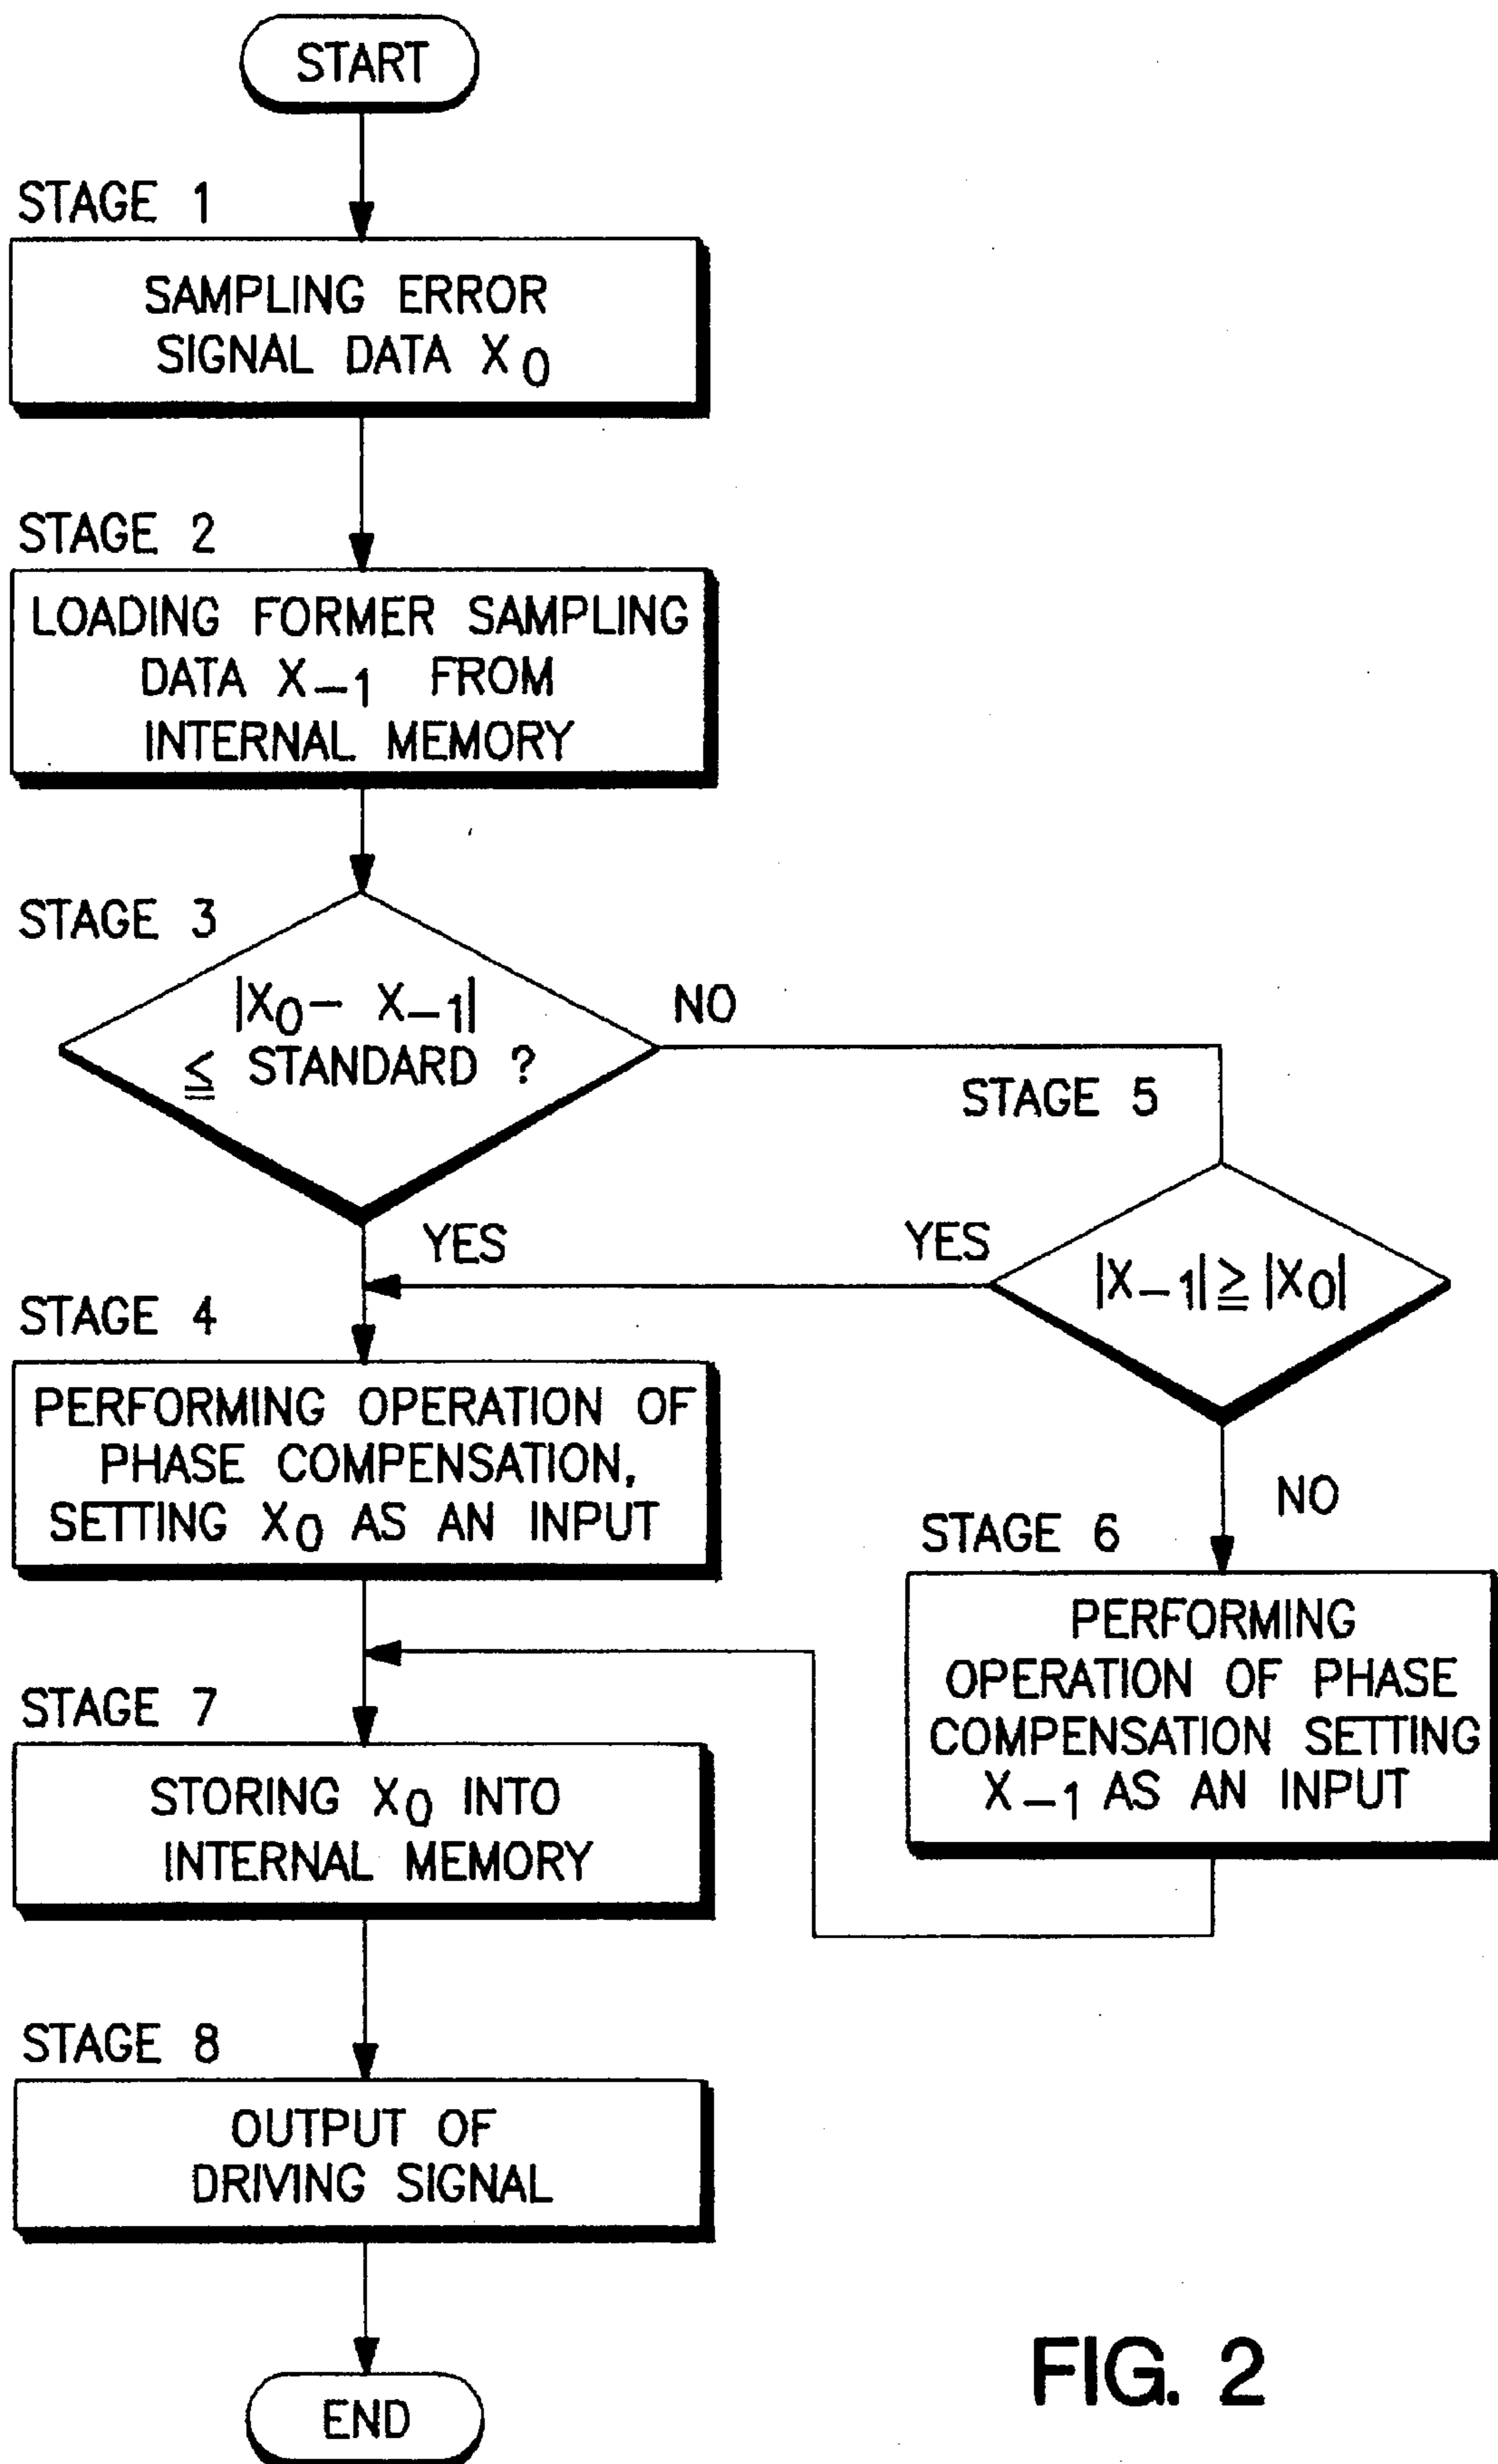 START
STAGE 1
SAMPLING ERROR
SIGNAL DATA X0
STAGE 2
LOADING FORMER SAMPLING
DATA X−1 FROM
INTERNAL MEMORY
STAGE 3
|X0− X−1|
≦ STANDARD ?
NO
YES
STAGE 5
|X−1|≧|X0|
YES
NO
STAGE 4
PERFORMING OPERATION OF
PHASE COMPENSATION,
SETTING X0 AS AN INPUT
STAGE 6
PERFORMING
OPERATION OF PHASE
COMPENSATION SETTING
X−1 AS AN INPUT
STAGE 7
STORING X0 INTO
INTERNAL MEMORY
STAGE 8
OUTPUT OF
DRIVING SIGNAL
END
FIG. 2